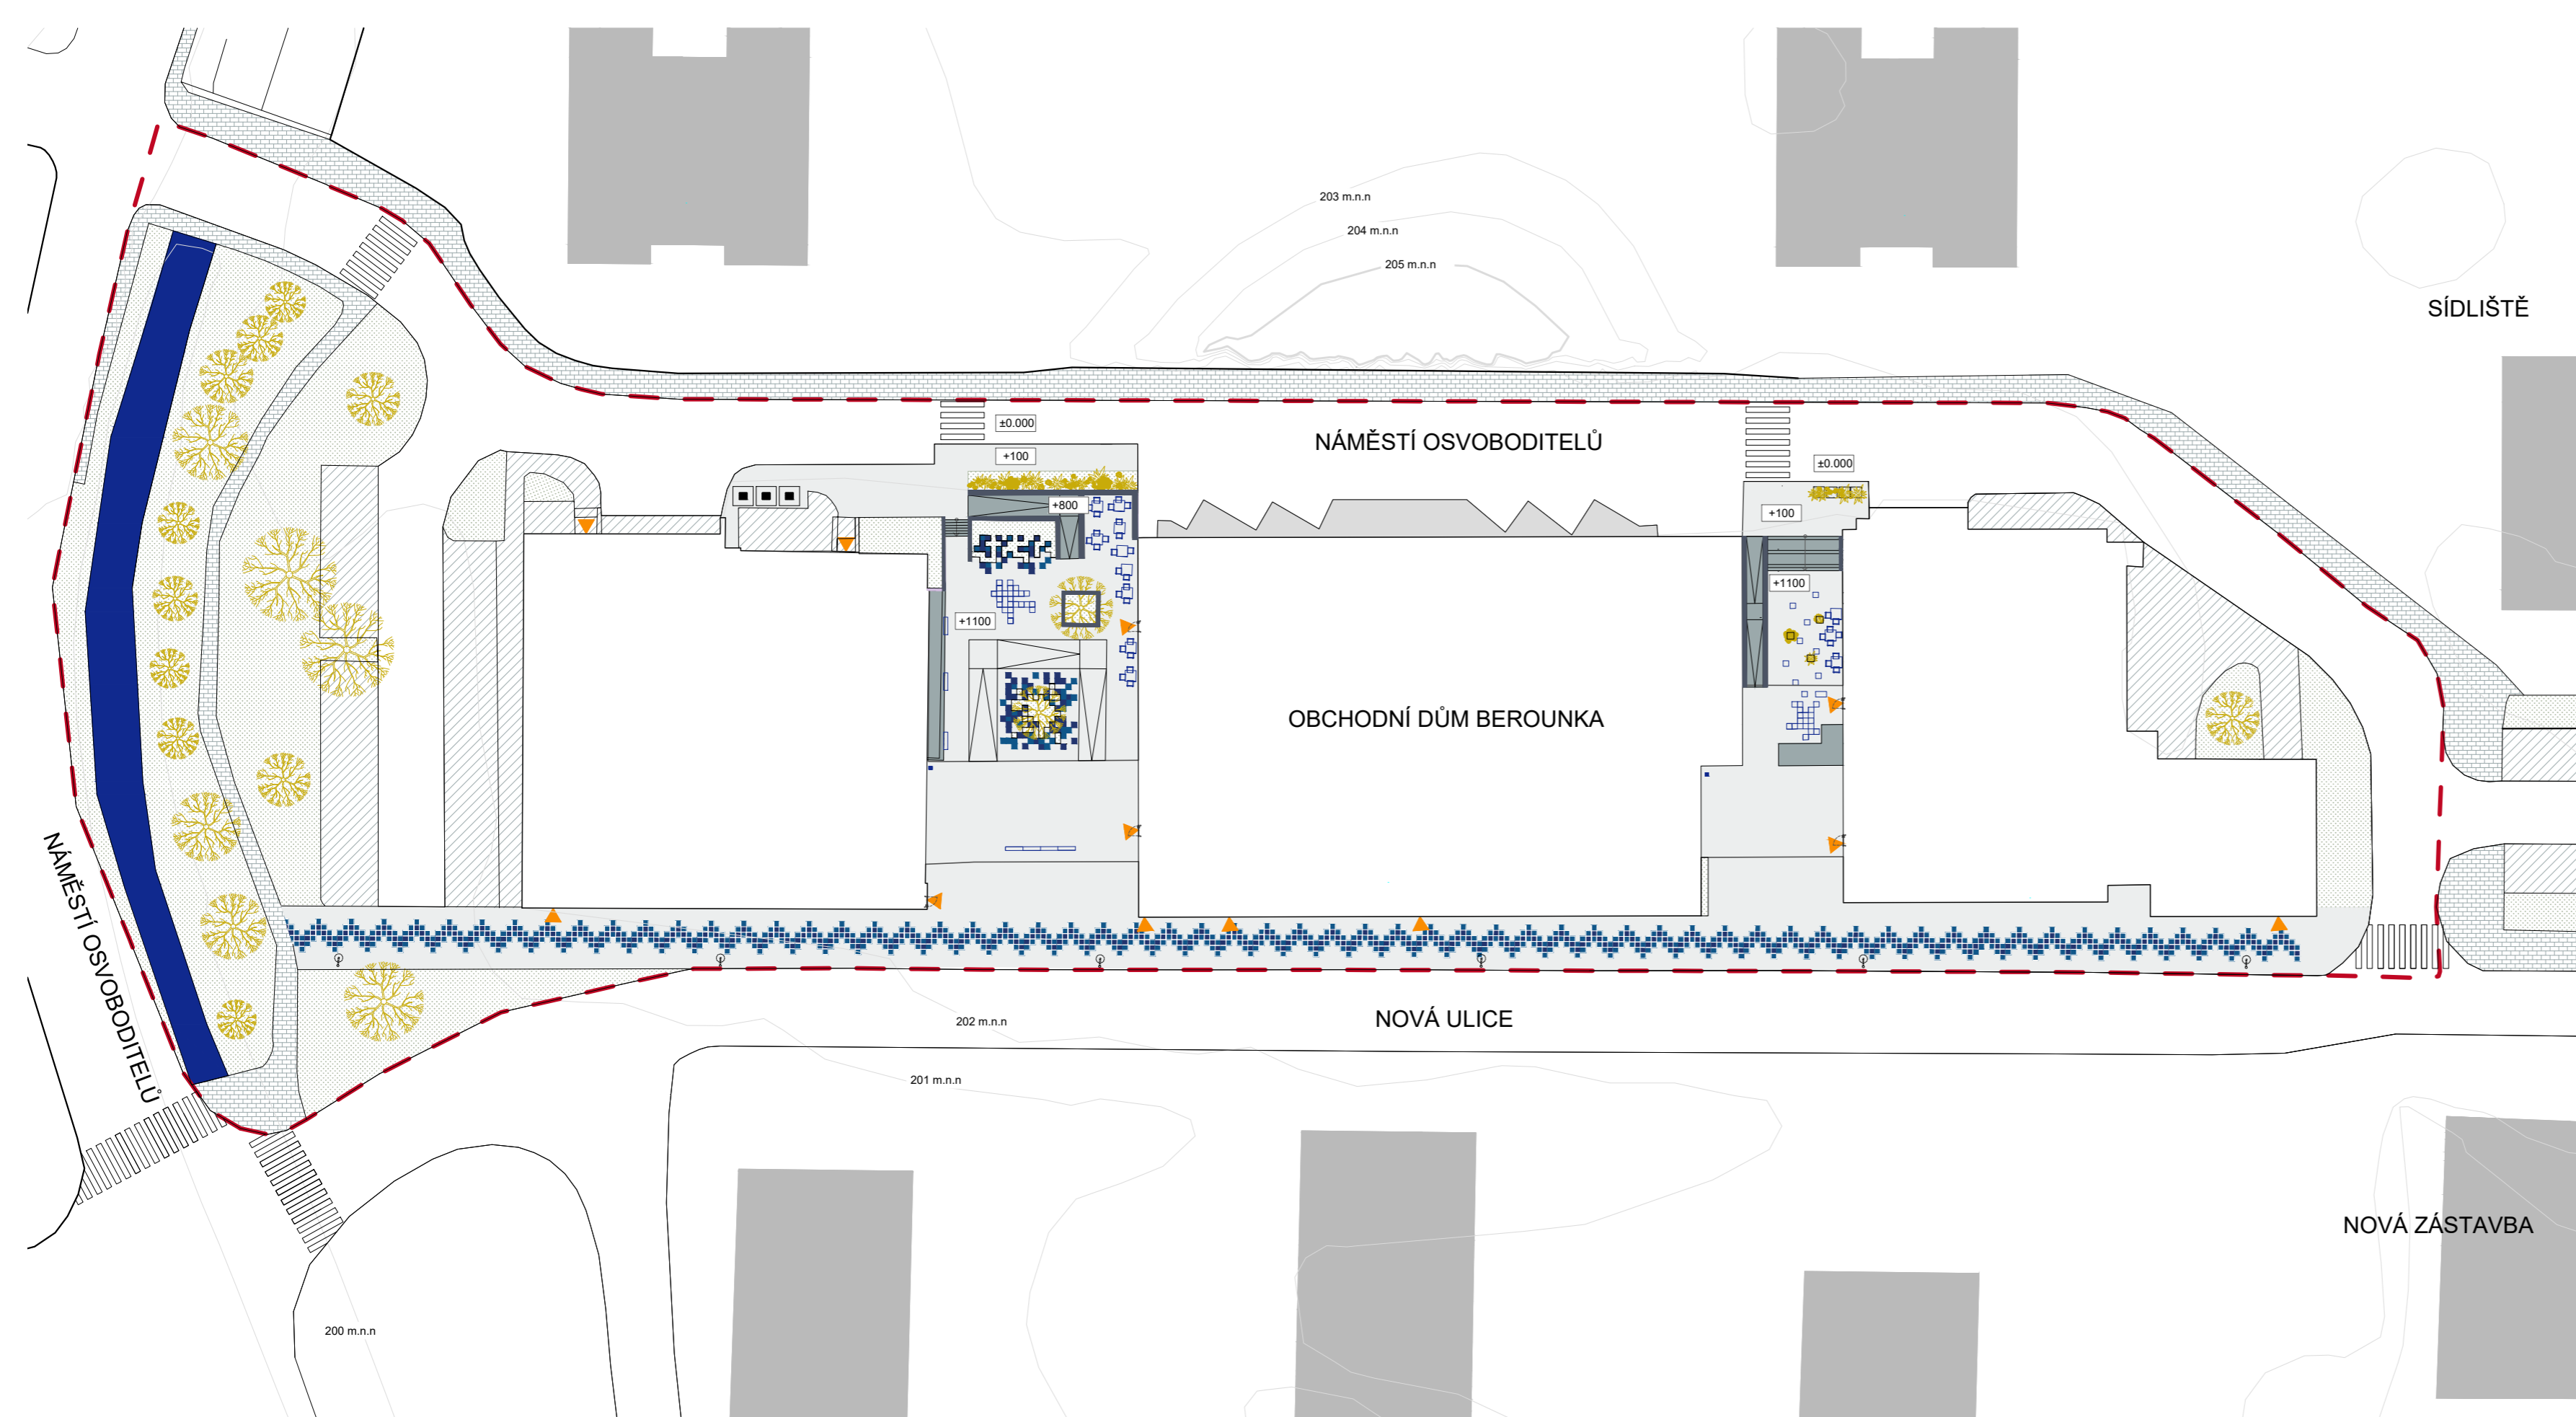 203 m.n.n
204 m.n.n
205 m.n.n
SÍDLIŠTĚ
±0.000
NÁMĚSTÍ OSVOBODITELŮ
+100
±0.000
+800
+100
+1100
+1100
OBCHODNÍ DŮM BEROUNKA
NÁMĚSTÍ OSVOBODITELŮ
202 m.n.n
NOVÁ ULICE
201 m.n.n
NOVÁ ZÁSTAVBA
200 m.n.n